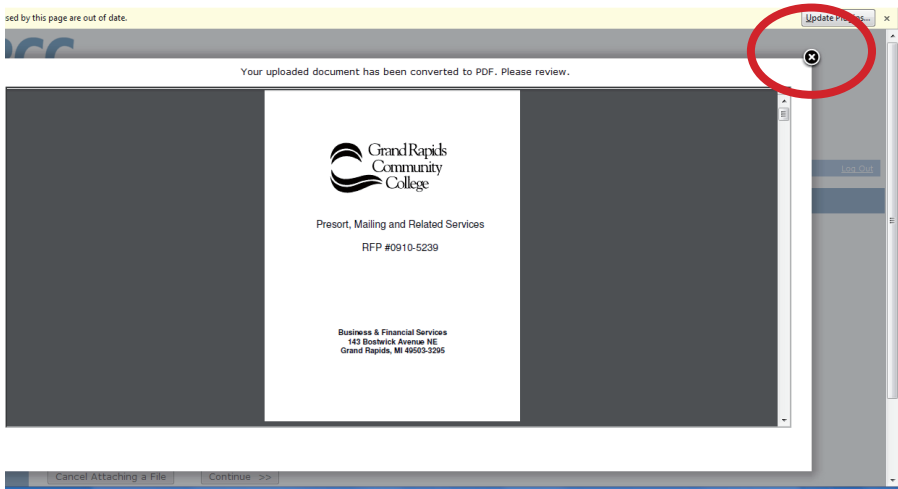 sed by this page are out of date.
Update Plugins...
Your uploaded document has been converted to PDF. Please review.
Grand Rapids
Community
College
Presort, Mailing and Related Services
RFP #0910-5239
Log Out
Business & Financial Services
143 Bostwick Avenue NE
Grand Rapids, MI 49503-3295
Cancel Attaching a File
Continue >>